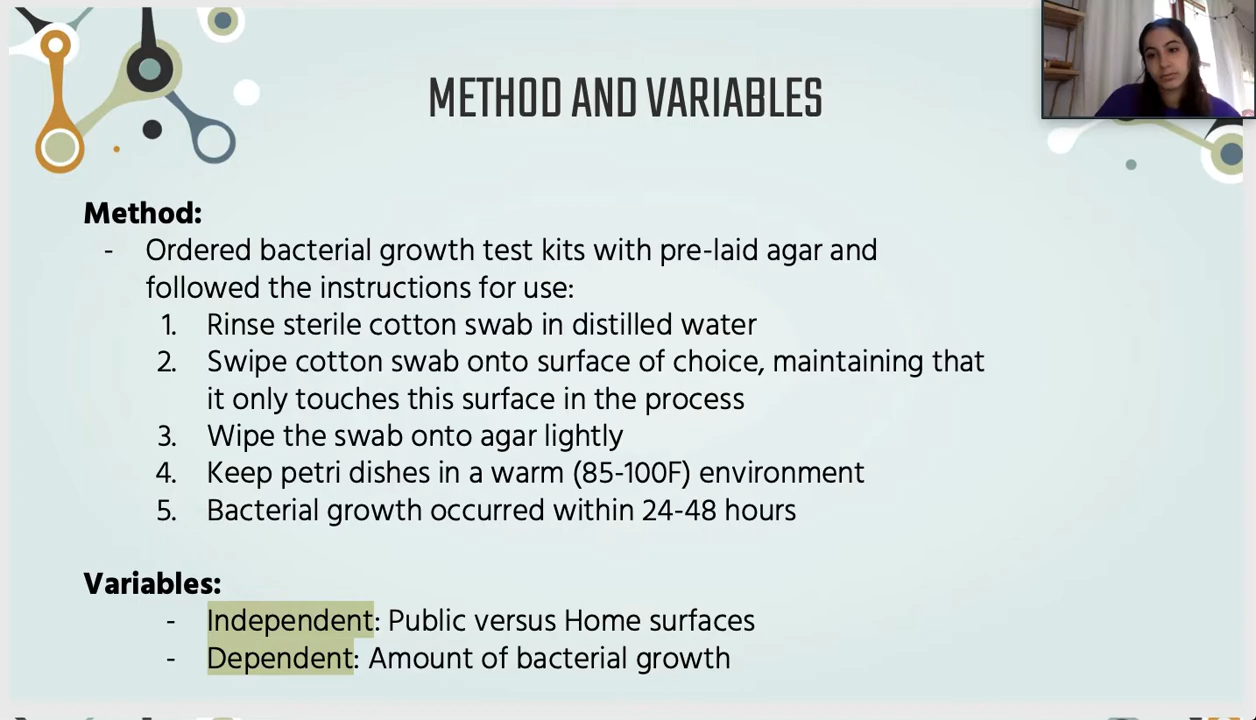 METHOD AND VARIABLES
Method:
- Ordered bacterial growth test kits with pre-laid agar and
followed the instructions for use:
1. Rinse sterile cotton swab in distilled water
2. Swipe cotton swab onto surface of choice, maintaining that
it only touches this surface in the process
3. Wipe the swab onto agar lightly
4. Keep petri dishes in a warm (85-100F) environment
5. Bacterial growth occurred within 24-48 hours
Variables:
- Independent: Public versus Home surfaces
- Dependent: Amount of bacterial growth